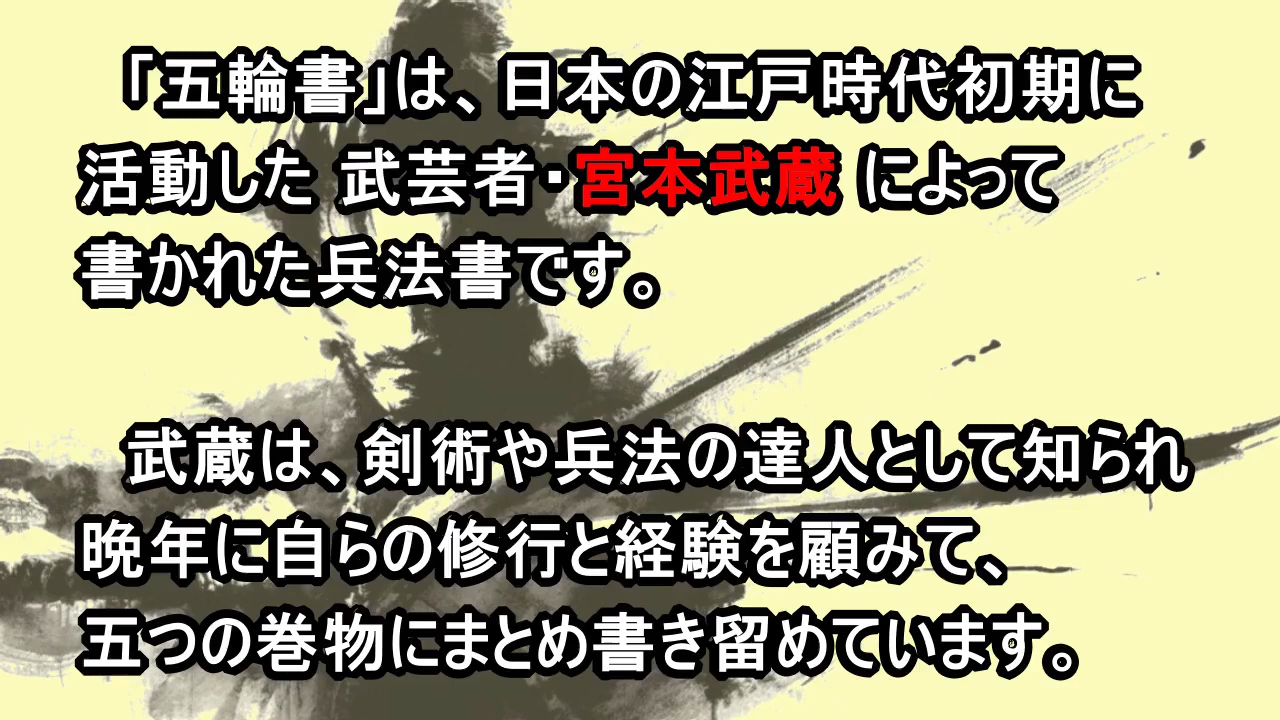 「五輪書」は、日本の江戸時代初期に
活動した 武芸者・宮本武蔵 によって
書かれた兵法書です。
武蔵は、剣術や兵法の達人として知られ
晩年に自らの修行と経験を顧みて、
五つの巻物にまとめ書き留めています。